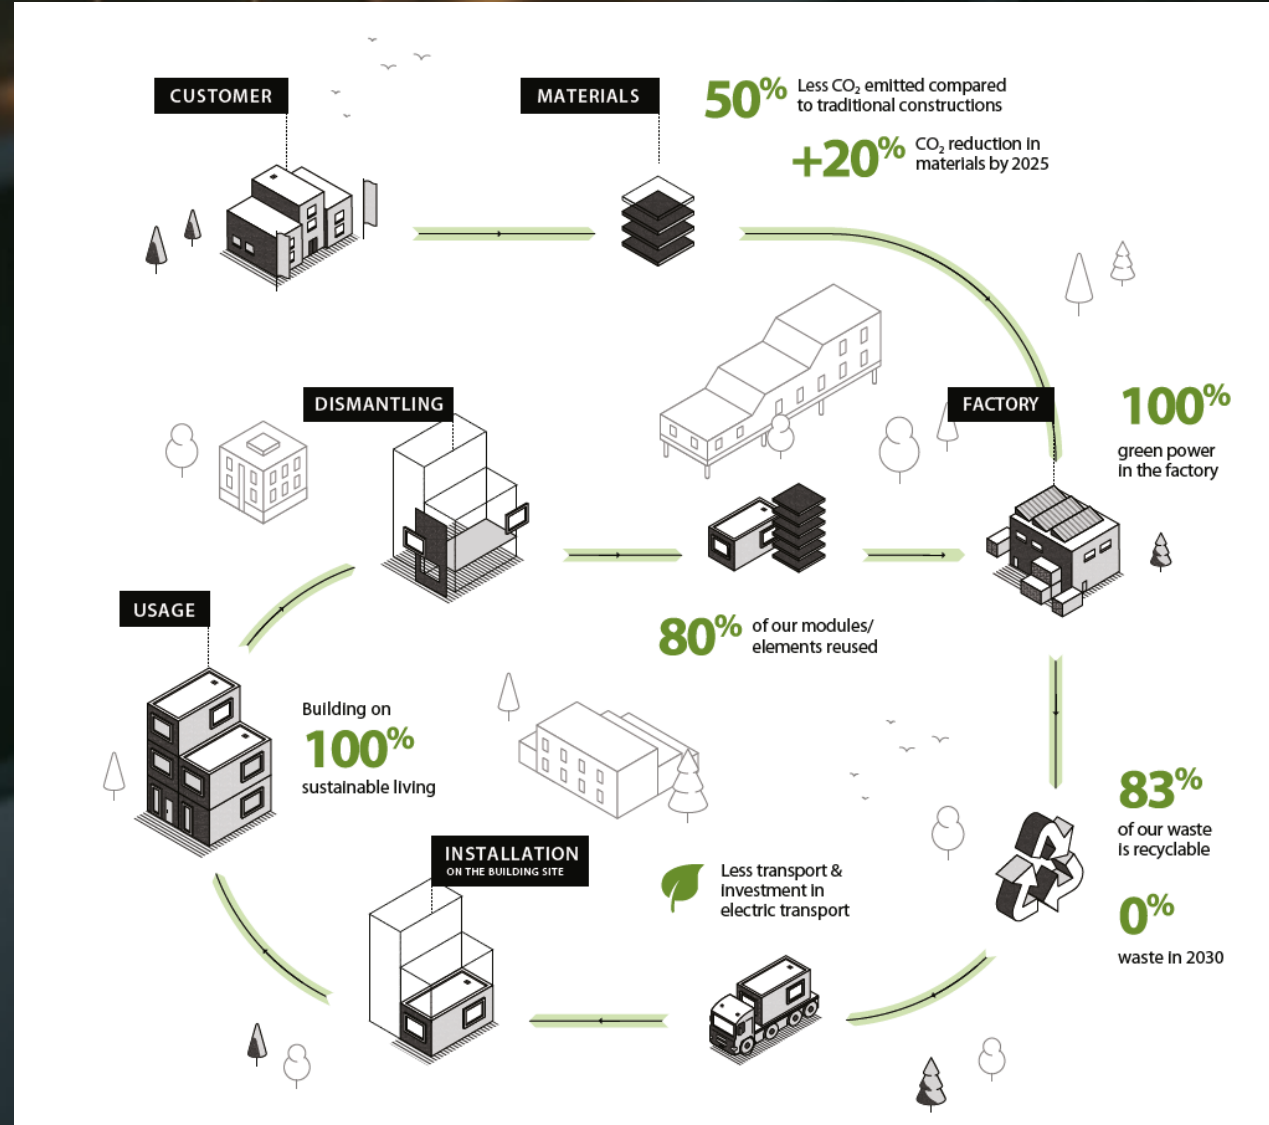 CUSTOMER
MATERIALS
50% Less CO₂ emitted compared
to traditional constructions
+20% CO₂ reduction in
materials by 2025
DISMANTLING
FACTORY
100%
green power
in the factory
USAGE
80% of our modules/
elements reused
Building on
100%
sustainable living
83%
of our waste
is recyclable
INSTALLATION
ON THE BUILDING SITE
Less transport &
investment in
electric transport
0%
waste in 2030